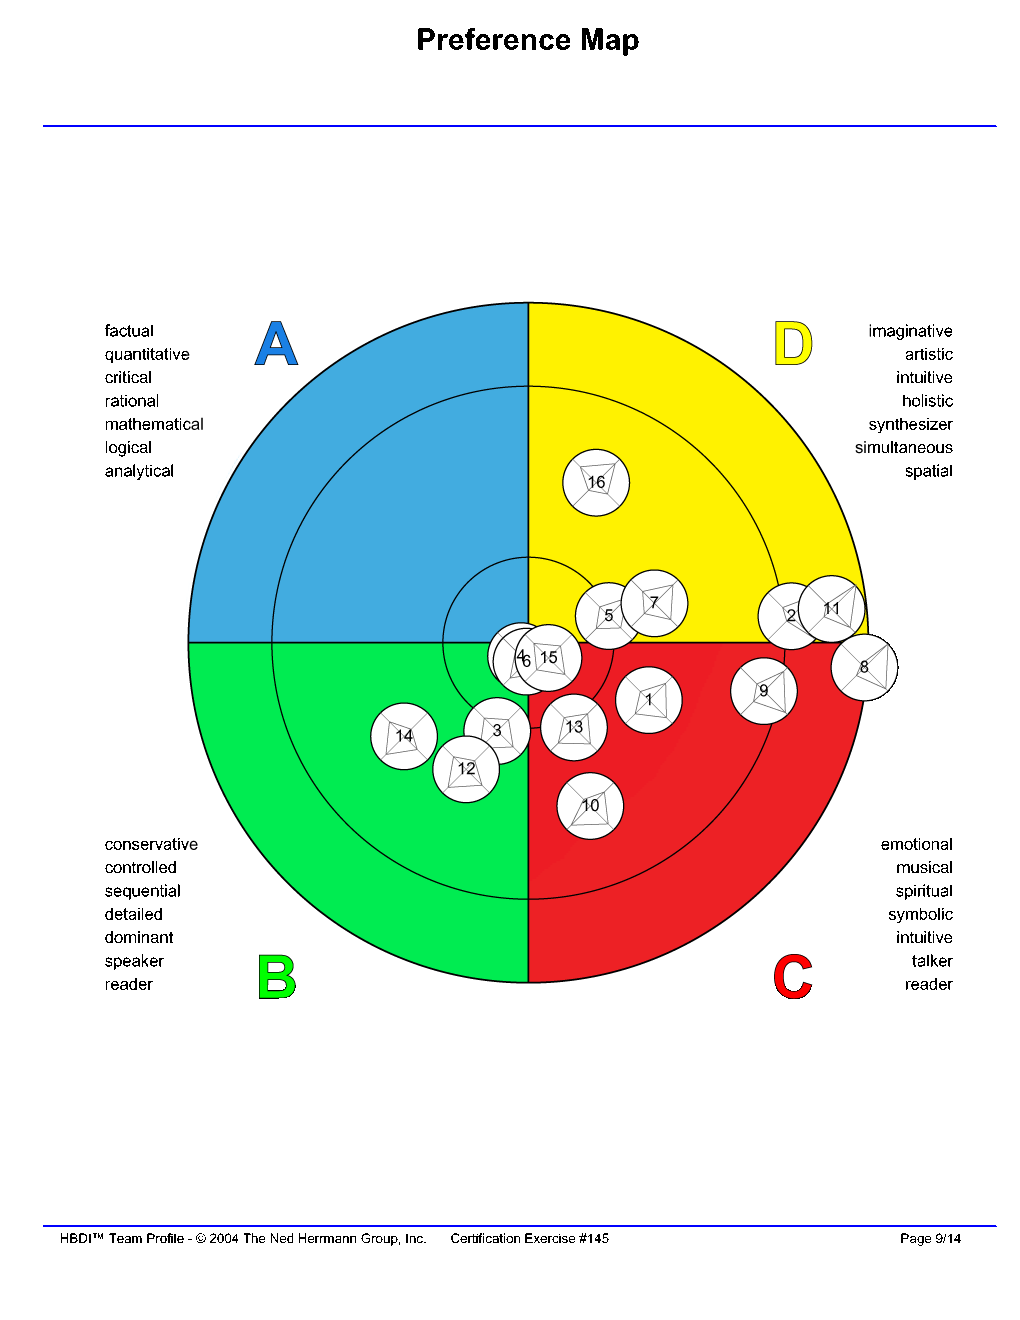 Preference Map
A
D
factual
quantitative
critical
rational
mathematical
logical
analytical
imaginative
artistic
intuitive
holistic
synthesizer
simultaneous
spatial
16
5
7
2
11
4
6
15
8
1
9
14
3
13
12
10
conservative
controlled
sequential
detailed
dominant
speaker
reader
emotional
musical
spiritual
symbolic
intuitive
talker
reader
B
C
HBDI™ Team Profile - © 2004 The Ned Herrmann Group, Inc. Certification Exercise #145 Page 9/14